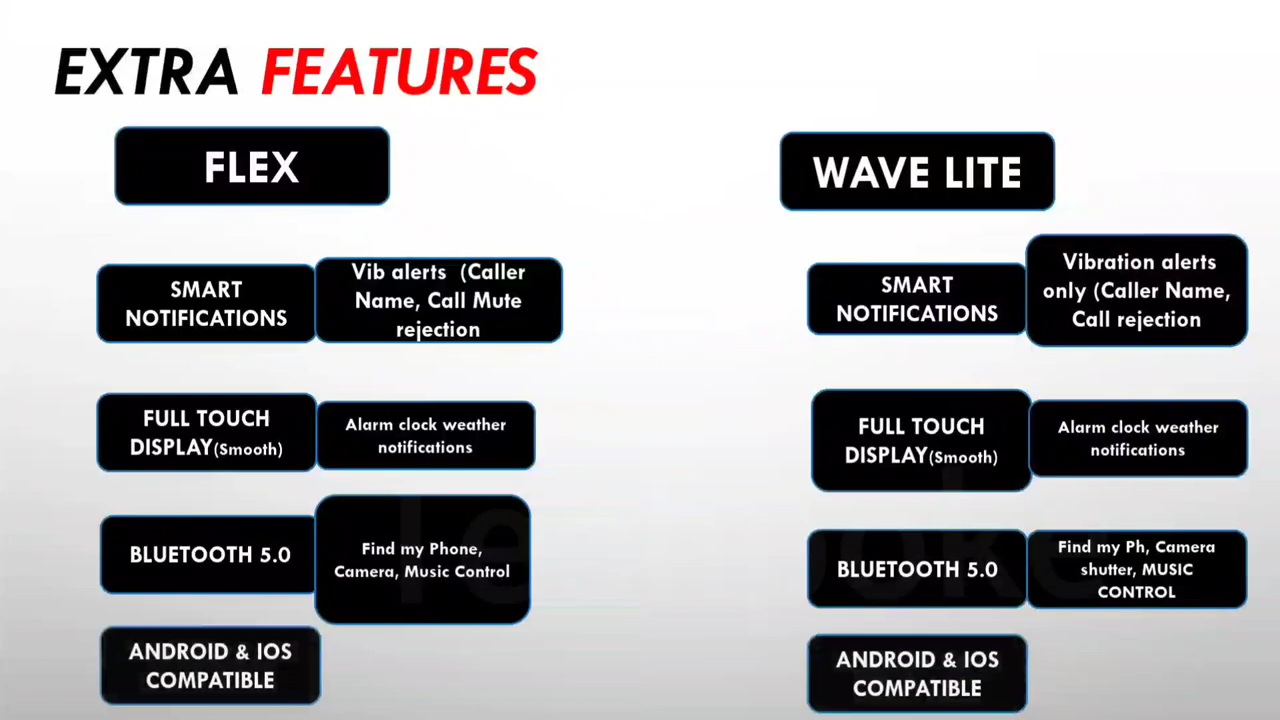 EXTRA FEATURES
FLEX
SMART
NOTIFICATIONS
Vib alerts (Caller
Name, Call Mute
rejection
FULL TOUCH
DISPLAY(Smooth)
Alarm clock weather
notifications
BLUETOOTH 5.0
Find my Phone,
Camera, Music Control
ANDROID & IOS
COMPATIBLE
WAVE LITE
SMART
NOTIFICATIONS
Vibration alerts
only (Caller Name,
Call rejection
FULL TOUCH
DISPLAY(Smooth)
Alarm clock weather
notifications
BLUETOOTH 5.0
Find my Ph, Camera
shutter, MUSIC
CONTROL
ANDROID & IOS
COMPATIBLE